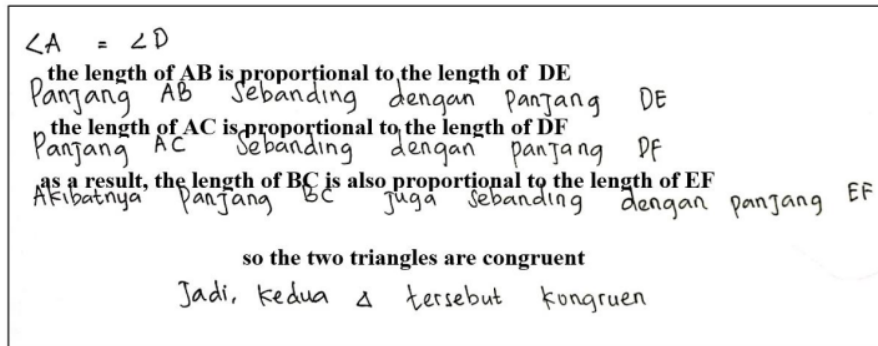 ∠A = ∠D
the length of AB is proportional to the length of DE
Panjang AB Sebanding dengan panjang DE
the length of AC is proportional to the length of DF
Panjang AC Sebanding dengan panjang DF
as a result, the length of BC is also proportional to the length of EF
Akibatnya Panjang BC juga sebanding dengan panjang EF
so the two triangles are congruent
Jadi, kedua Δ tersebut kongruen